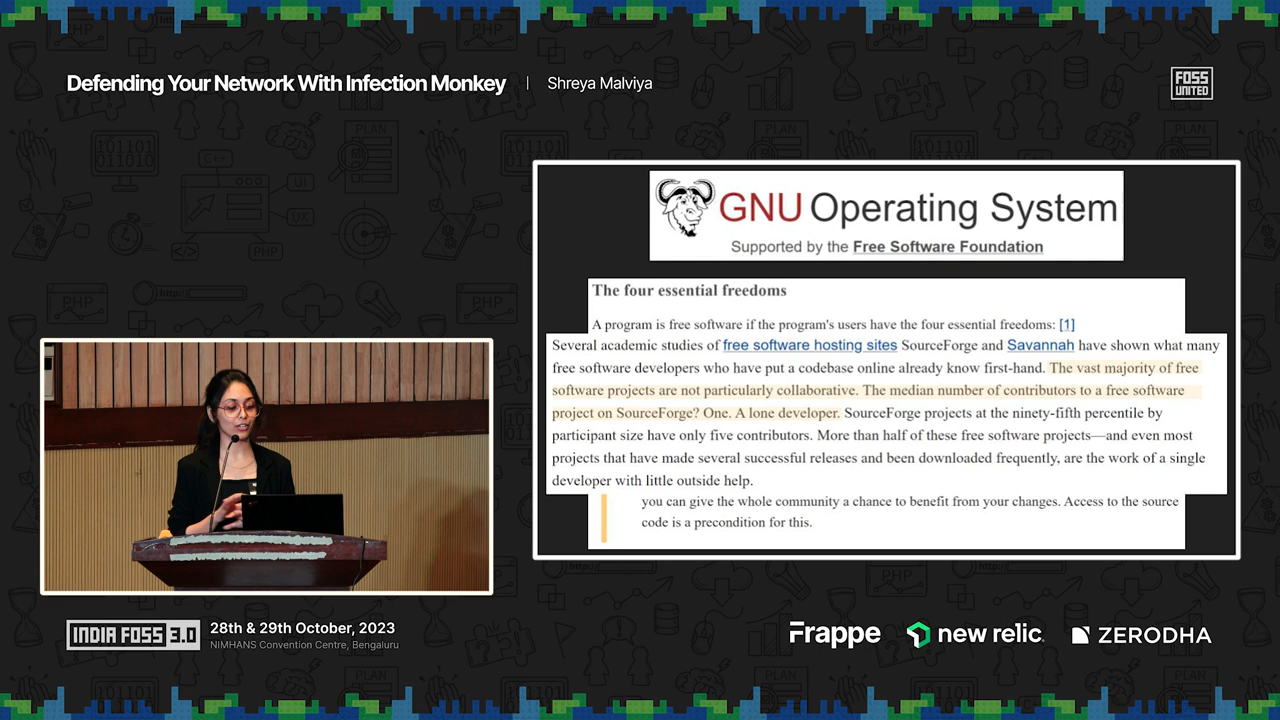 Defending Your Network With Infection Monkey | Shreya Malviya
FOSS
UNITED
GNU Operating System
Supported by the Free Software Foundation
The four essential freedoms
A program is free software if the program's users have the four essential freedoms: [1]
Several academic studies of free software hosting sites SourceForge and Savannah have shown what many
free software developers who have put a codebase online already know first-hand. The vast majority of free
software projects are not particularly collaborative. The median number of contributors to a free software
project on SourceForge? One. A lone developer. SourceForge projects at the ninety-fifth percentile by
participant size have only five contributors. More than half of these free software projects—and even most
projects that have made several successful releases and been downloaded frequently, are the work of a single
developer with little outside help.
you can give the whole community a chance to benefit from your changes. Access to the source
code is a precondition for this.
INDIA FOSS 3.0
28th & 29th October, 2023
NIMHANS Convention Centre, Bengaluru
Frappe
new relic
ZERODHA
PHP
PLAN
C++
UI
UX
</>
PHP
PHP
http://
101101
011010